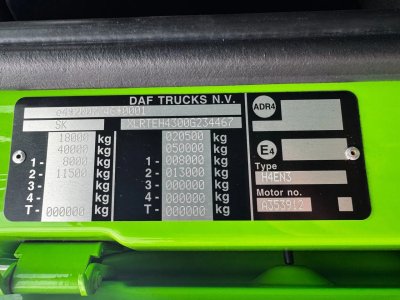 DAF TRUCKS N.V.
SK XLRTEH4300G234467
18000 kg 020500 kg
40000 kg 050000 kg
1- 8000 kg 1- 008000 kg
2- 11500 kg 2- 013000 kg
3- kg 3- 000000 kg
4- kg 4- 000000 kg
T- 000000 kg T- 000000 kg
ADR4
E4
Type
H4EN3
Motor no.
G353912